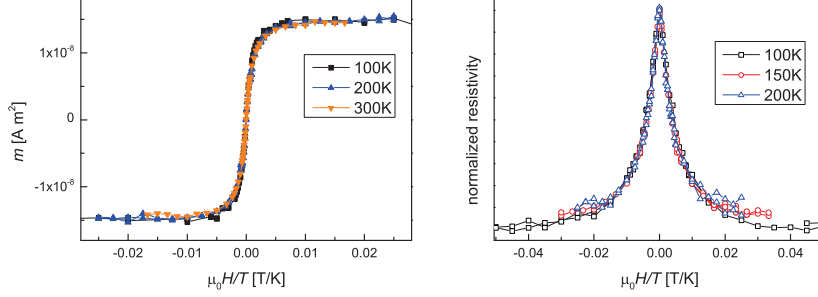 1x10⁻⁸
0
-1x10⁻⁸
m [A m²]
100K
200K
300K
-0.02
-0.01
0.00
0.01
0.02
μ₀H/T [T/K]
normalized resistivity
100K
150K
200K
-0.04
-0.02
0.00
0.02
0.04
μ₀H/T [T/K]